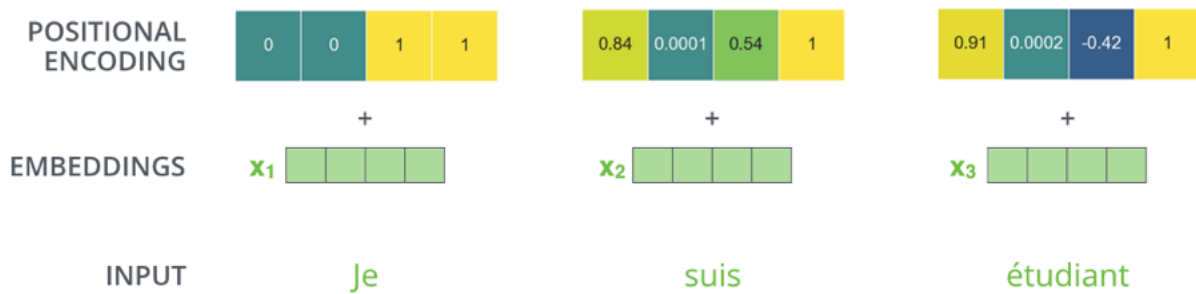 POSITIONAL ENCODING
0 0 1 1
0.84 0.0001 0.54 1
0.91 0.0002 -0.42 1
+ + +
EMBEDDINGS x₁ x₂ x₃
INPUT Je suis étudiant